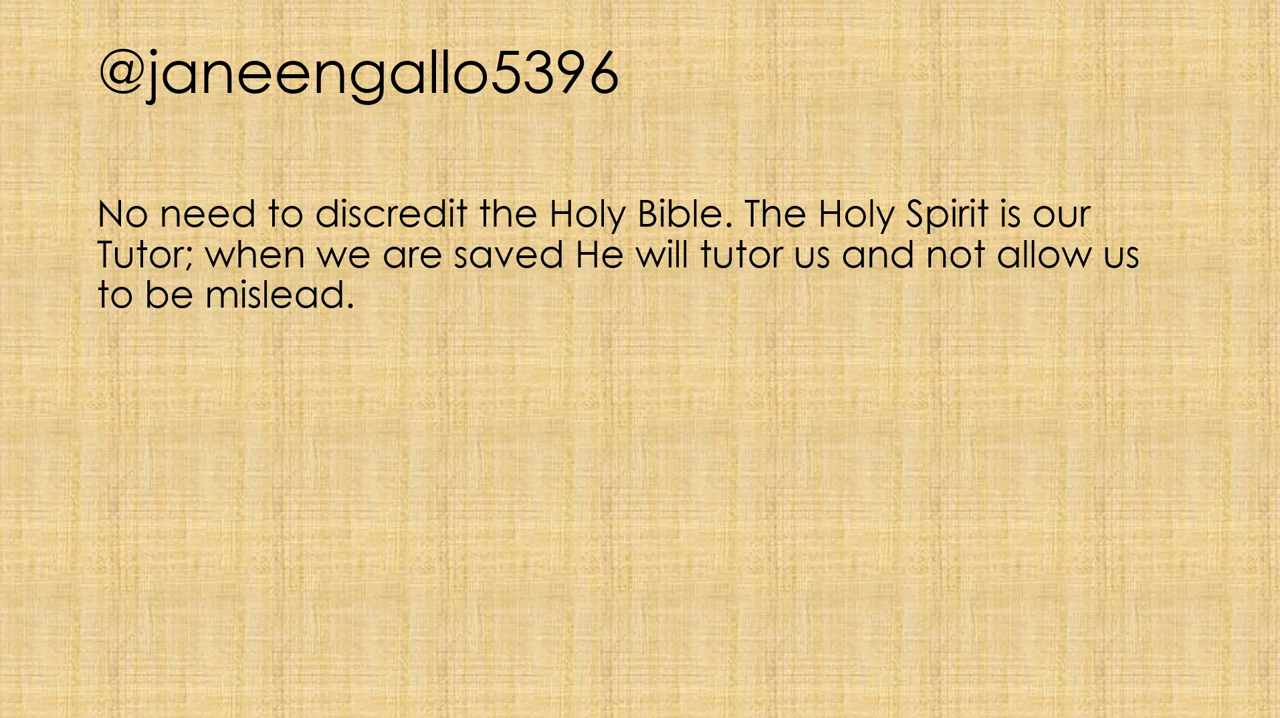 @janeengallo5396
No need to discredit the Holy Bible. The Holy Spirit is our
Tutor; when we are saved He will tutor us and not allow us
to be mislead.